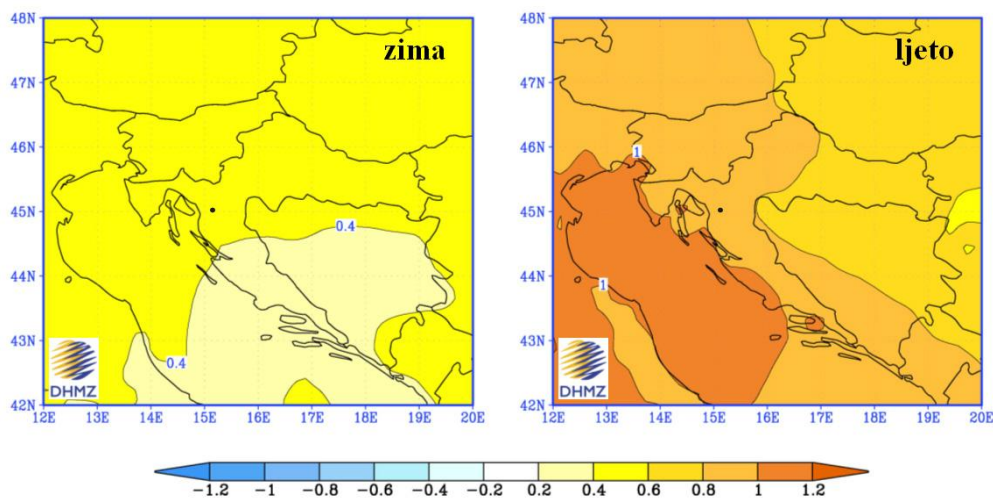 zima
48N
47N
46N
45N
44N
43N
42N
0.4
0.4
DHMZ
12E 13E 14E 15E 16E 17E 18E 19E 20E
ljeto
48N
47N
46N
45N
44N
43N
42N
1
1
DHMZ
12E 13E 14E 15E 16E 17E 18E 19E 20E
-1.2 -1 -0.8 -0.6 -0.4 -0.2 0.2 0.4 0.6 0.8 1 1.2